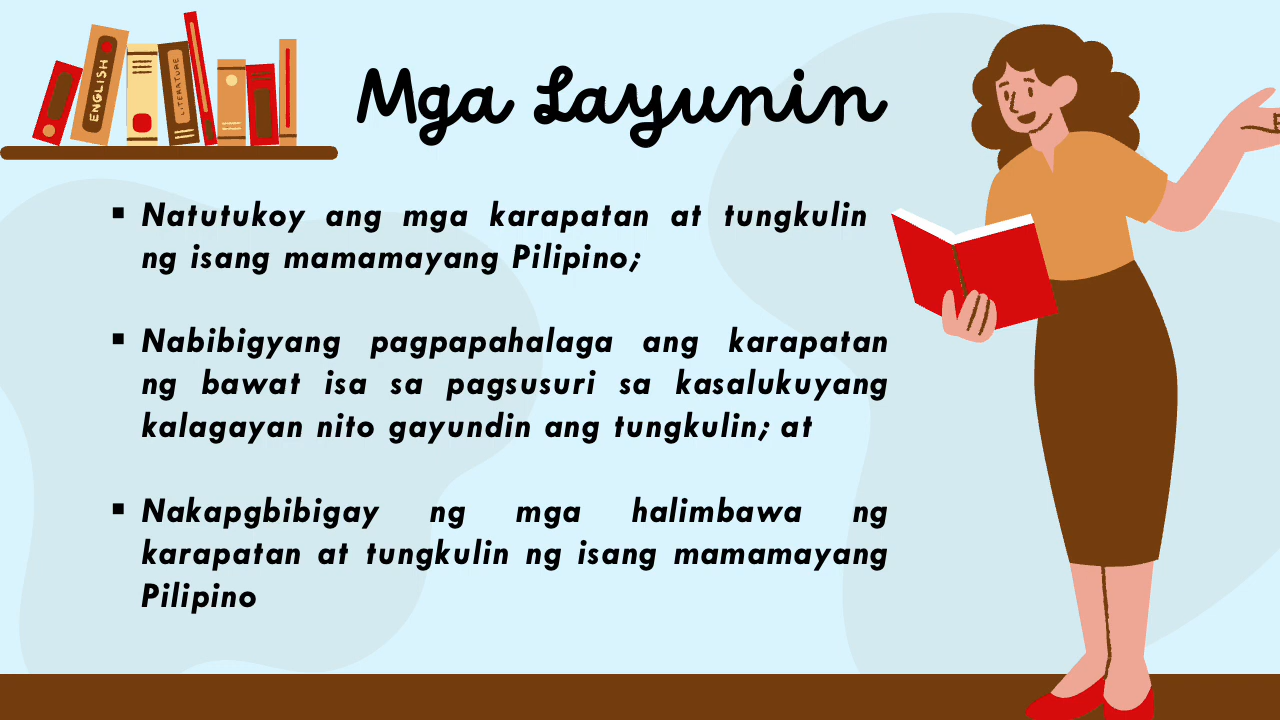 ENGLISH
LITERATURE
Mga Layunin
▪ Natutukoy ang mga karapatan at tungkulin
ng isang mamamayang Pilipino;
▪ Nabibigyang pagpapahalaga ang karapatan
ng bawat isa sa pagsusuri sa kasalukuyang
kalagayan nito gayundin ang tungkulin; at
▪ Nakapgbibigay ng mga halimbawa ng
karapatan at tungkulin ng isang mamamayang
Pilipino